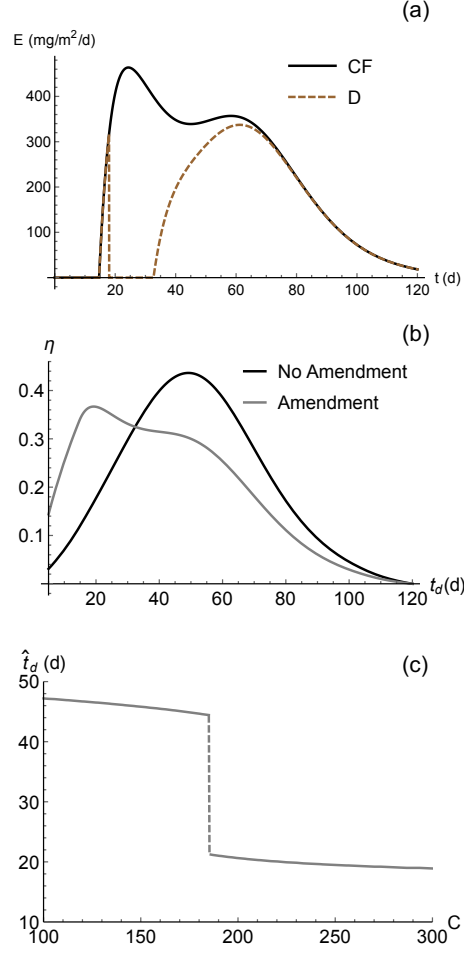 (a)
E (mg/m²/d)
CF
D
400
300
200
100
20 40 60 80 100 120
t (d)
(b)
η
No Amendment
Amendment
0.4
0.3
0.2
0.1
20 40 60 80 100 120
t_d(d)
(c)
t̂_d (d)
50
40
30
20
10
100 150 200 250 300
C